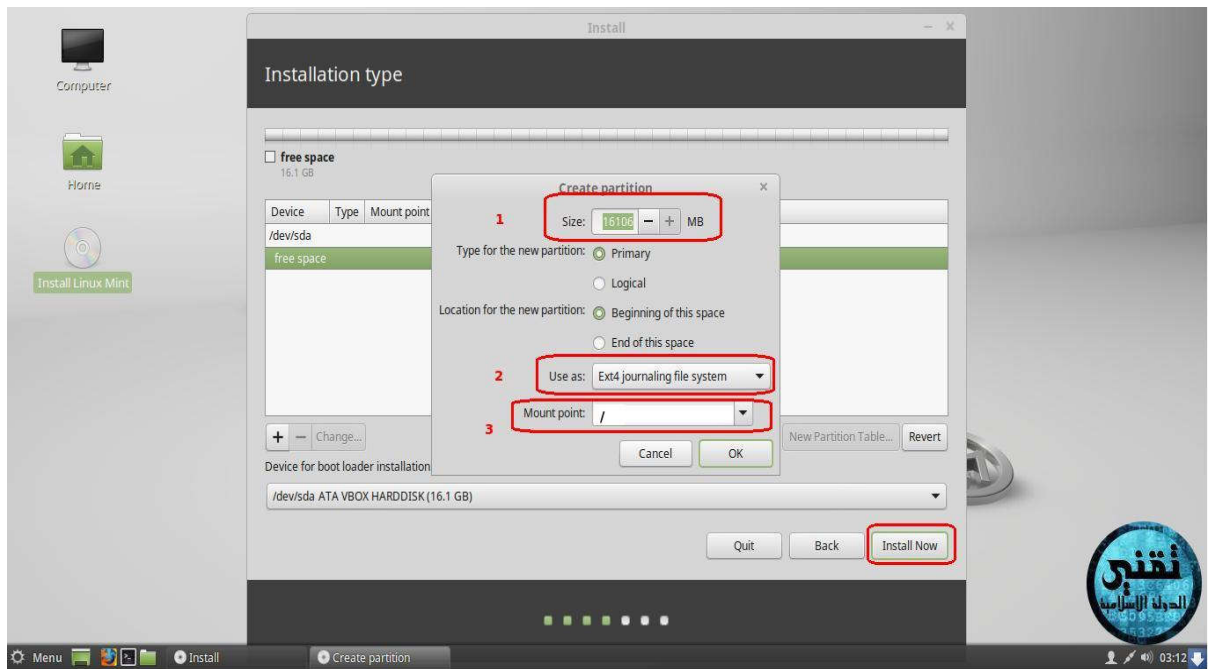 Install
Computer
Installation type
free space
16.1 GB
Home
Create partition
Device Type Mount point
1 Size: 16106 MB
/dev/sda
Type for the new partition: Primary
free space
Install Linux Mint
Logical
Location for the new partition: Beginning of this space
End of this space
2 Use as: Ext4 journaling file system
Mount point: /
3
+ − Change...
New Partition Table... Revert
Cancel OK
Device for boot loader installation
/dev/sda ATA VBOX HARDDISK (16.1 GB)
Quit Back Install Now
تقني
الدولة الإسلامية
Menu Install Create partition 03:12